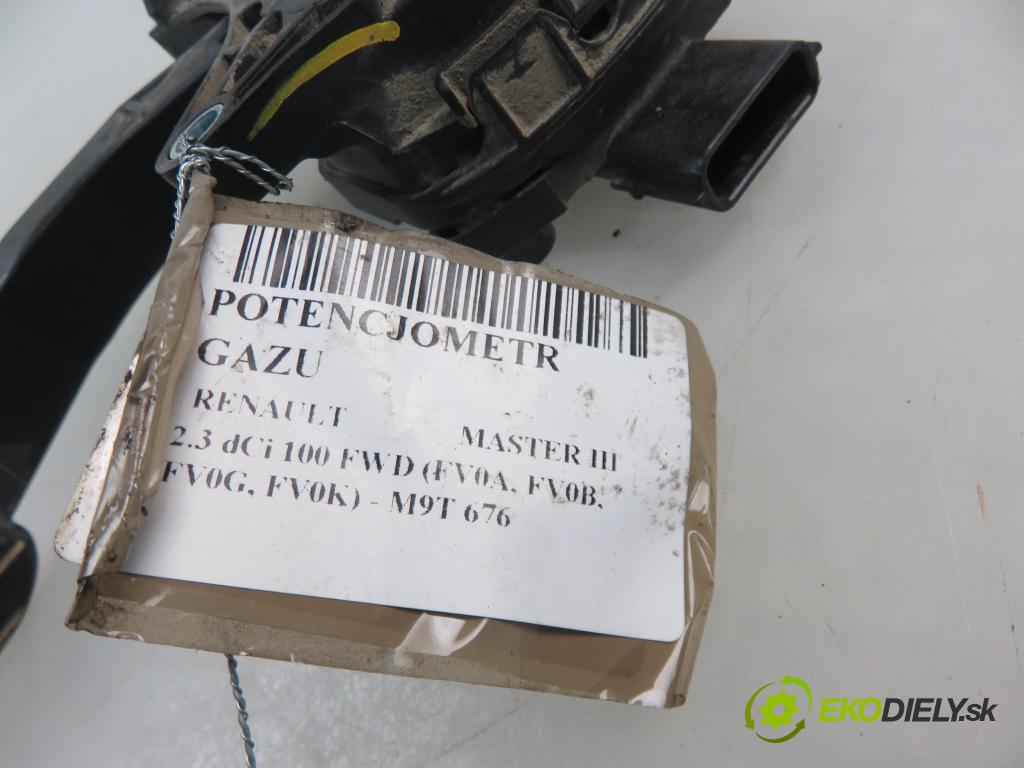 POTENCJOMETR
GAZU
RENAULT MASTER III
2.3 dCi 100 FWD (FV0A, FV0B,
FV0G, FV0K) - M9T 676
EKODIELY.sk